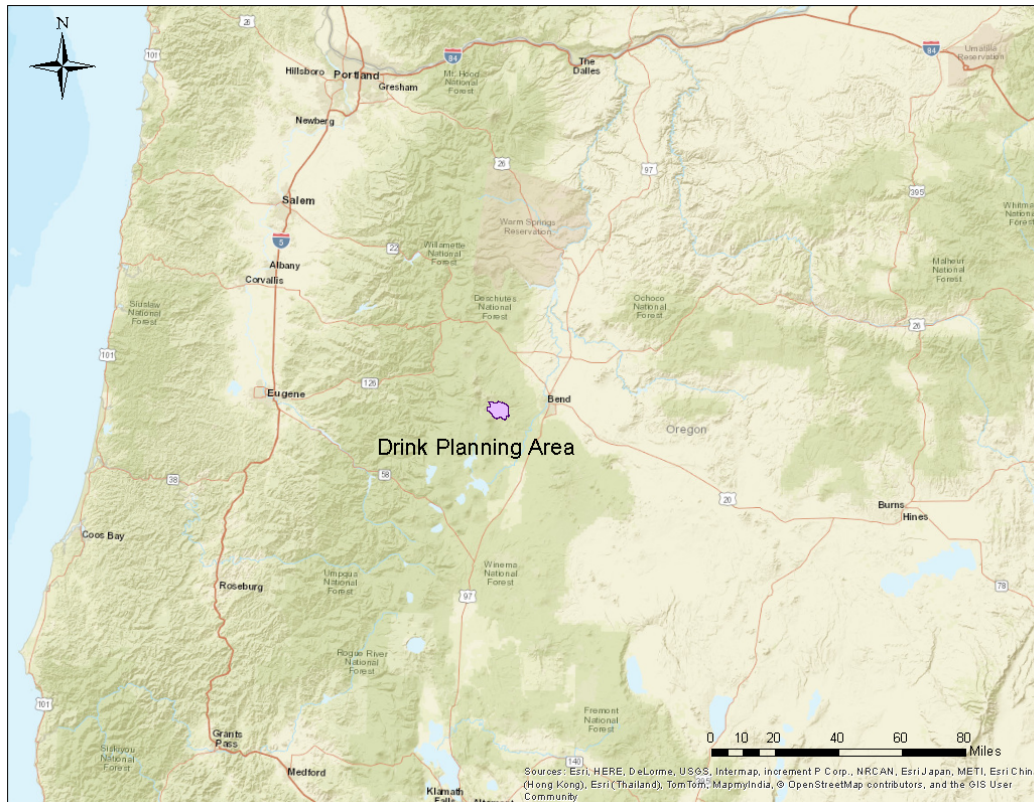 N
26
101
Hillsboro
Portland
Gresham
84
Mt. Hood
National
Forest
The
Dalles
84
Umatilla
Reservation
Newberg
26
97
395
Salem
Warm Springs
Reservation
Whitman
Forest
5
22
Willamette
National
Forest
Albany
Corvallis
Malheur
National
Forest
Siuslaw
National
Forest
Deschutes
National
Forest
Ochoco
National
Forest
26
101
126
Eugene
Bend
Oregon
Drink Planning Area
58
38
20
Burns
Hines
Coos Bay
Umpqua
National
Forest
Winema
National
Forest
Roseburg
97
78
Rogue River
National
Forest
101
Grants
Pass
Fremont
National
Forest
0 10 20 40 60 80
Miles
Siskiyou
National
Forest
Medford
140
395
Klamath
Falls
Sources: Esri, HERE, DeLorme, USGS, Intermap, increment P Corp., NRCAN, Esri Japan, METI, Esri Chin
(Hong Kong), Esri (Thailand), TomTom, MapmyIndia, © OpenStreetMap contributors, and the GIS User
Community